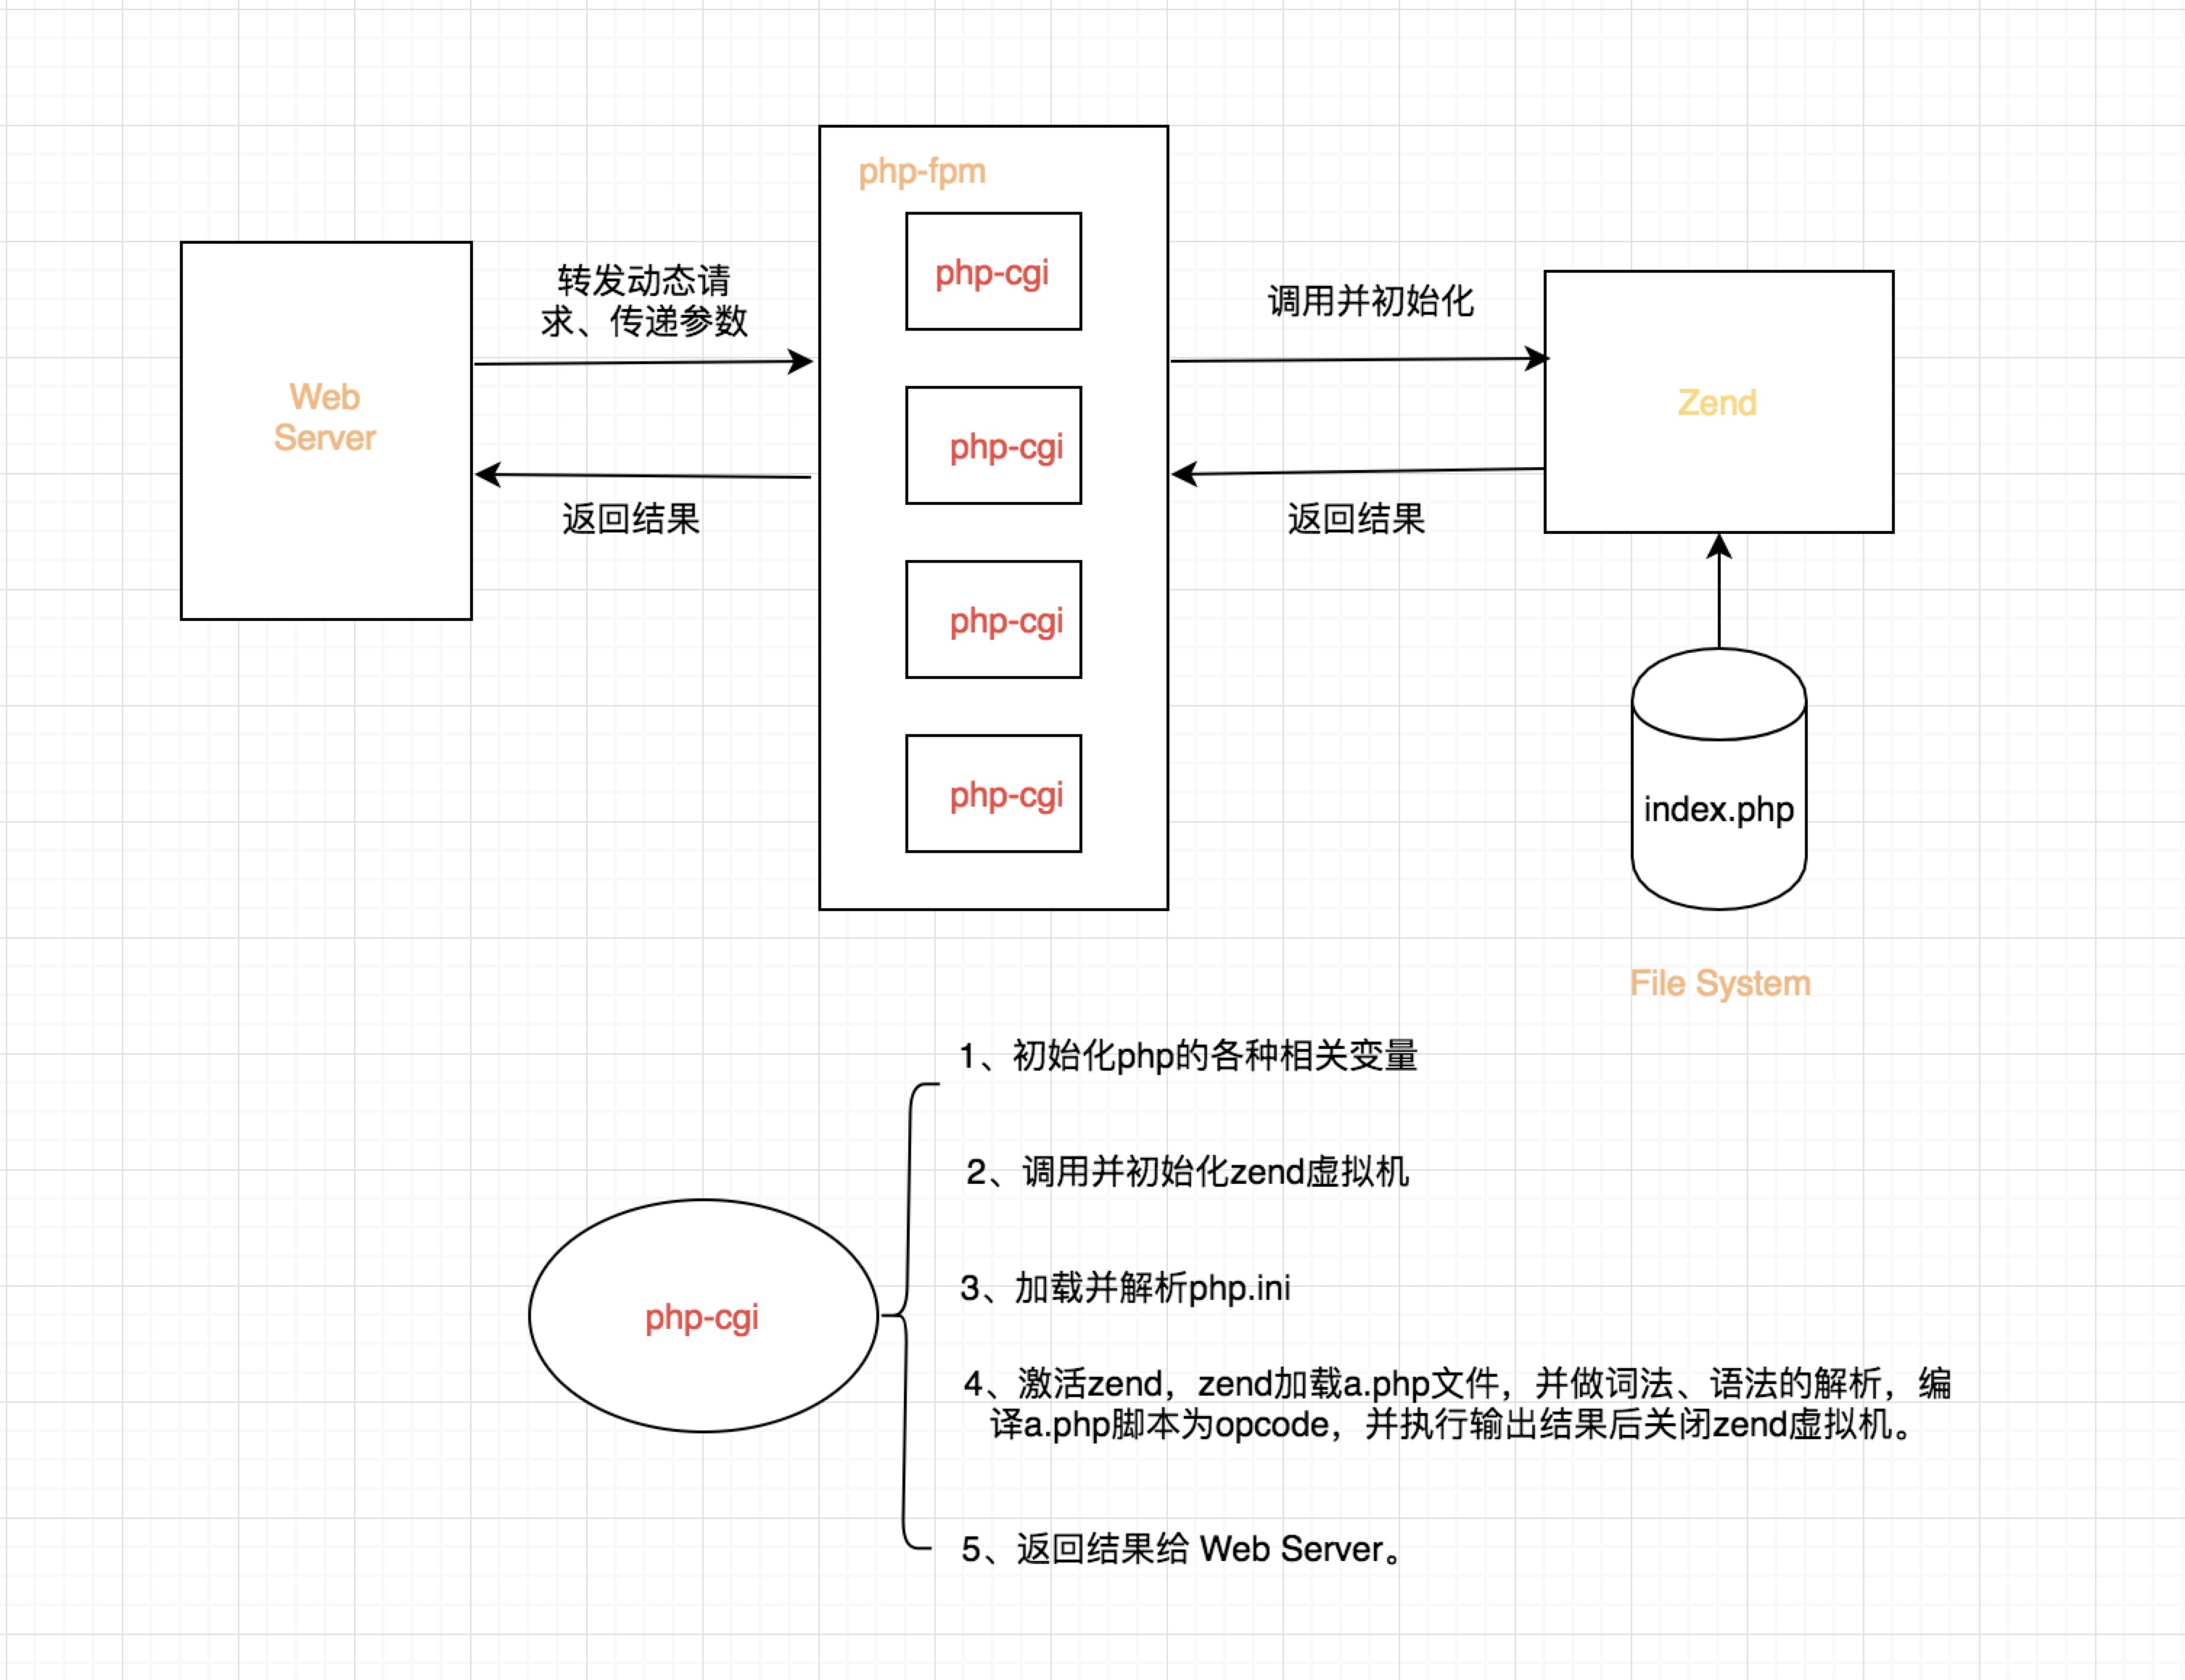 php-fpm
php-cgi
转发动态请
求、传递参数
调用并初始化
Web
Server
Zend
php-cgi
返回结果
返回结果
php-cgi
php-cgi
index.php
File System
1、初始化php的各种相关变量
2、调用并初始化zend虚拟机
3、加载并解析php.ini
php-cgi
4、激活zend，zend加载a.php文件，并做词法、语法的解析，编
译a.php脚本为opcode，并执行输出结果后关闭zend虚拟机。
5、返回结果给 Web Server。